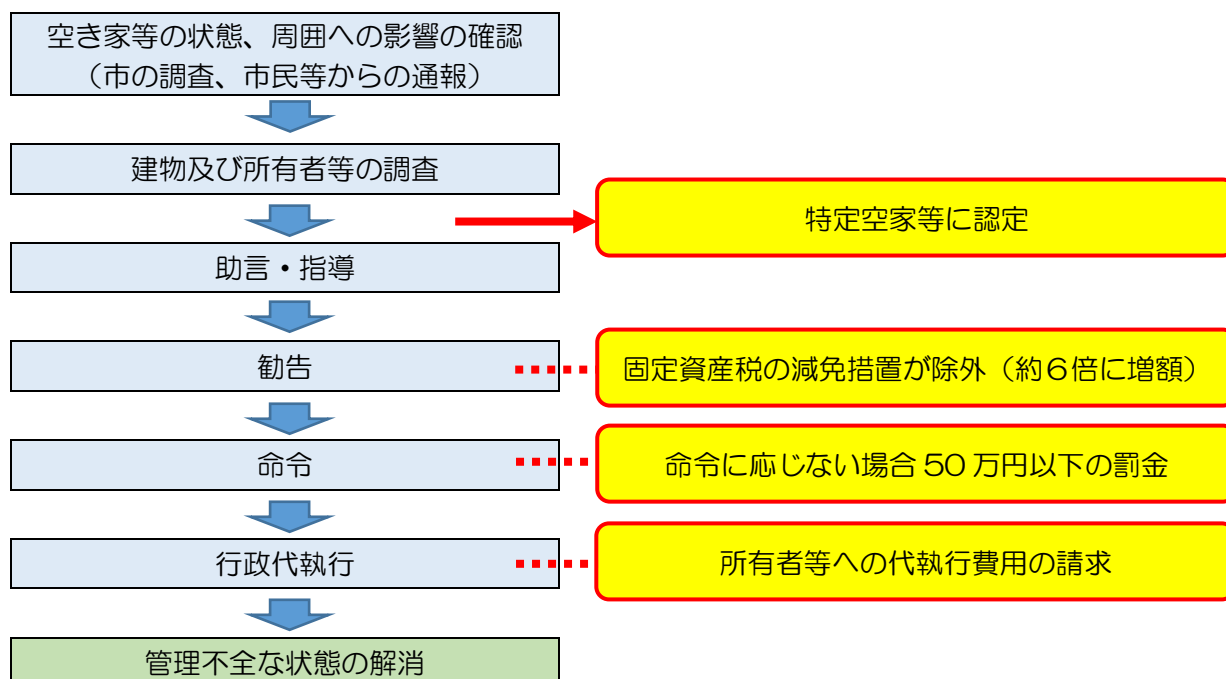 空き家等の状態、周囲への影響の確認
（市の調査、市民等からの通報）
建物及び所有者等の調査
特定空家等に認定
助言・指導
勧告
固定資産税の減免措置が除外（約６倍に増額）
命令
命令に応じない場合 50 万円以下の罰金
行政代執行
所有者等への代執行費用の請求
管理不全な状態の解消